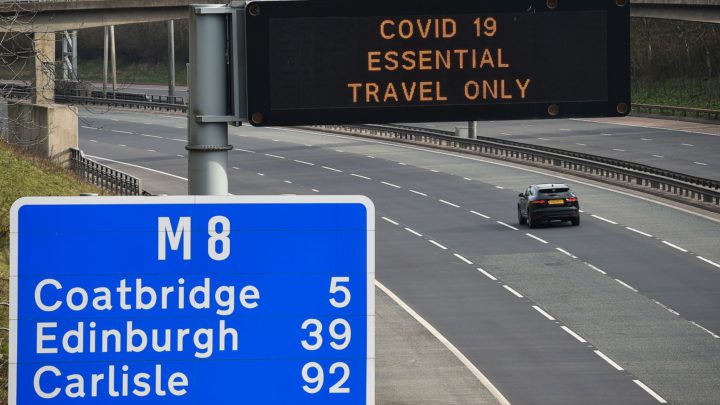 COVID 19
ESSENTIAL
TRAVEL ONLY
M8
Coatbridge 5
Edinburgh 39
Carlisle 92